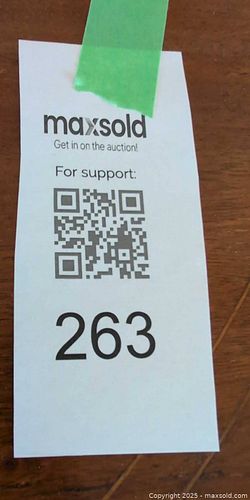 maxsold
Get in on the auction!
For support:
263
Copyright 2025 - maxsold.com